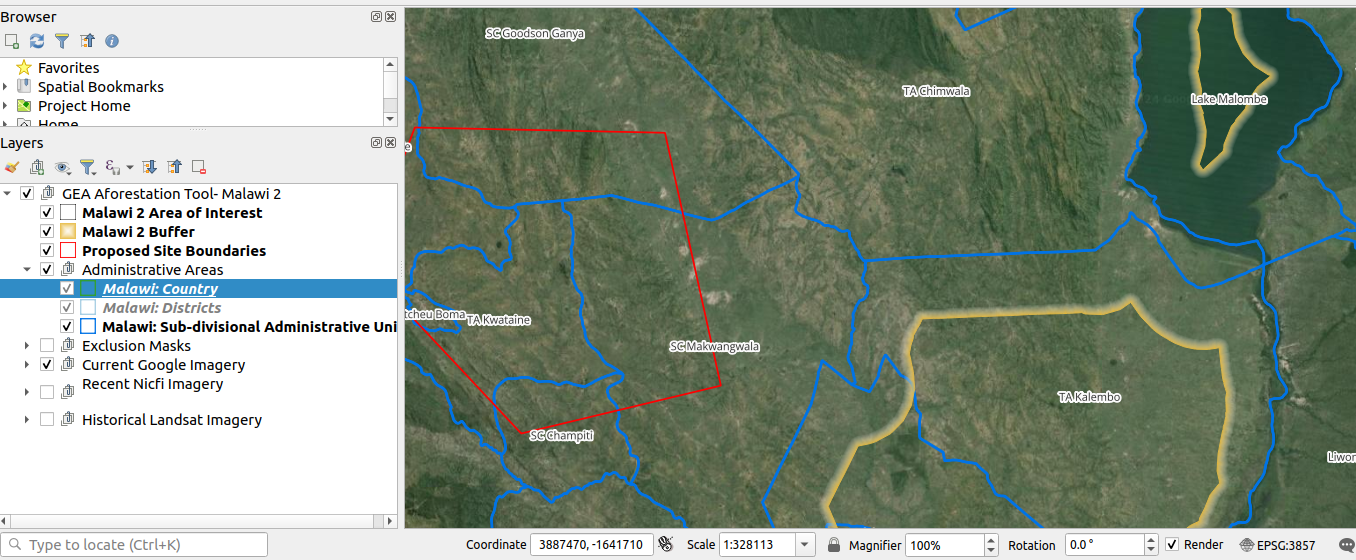 Browser
Favorites
Spatial Bookmarks
Project Home
Home
Layers
GEA Aforestation Tool- Malawi 2
Malawi 2 Area of Interest
Malawi 2 Buffer
Proposed Site Boundaries
Administrative Areas
Malawi: Country
Malawi: Districts
Malawi: Sub-divisional Administrative Uni
Exclusion Masks
Current Google Imagery
Recent Nicfi Imagery
Historical Landsat Imagery
SC Goodson Ganya
TA Chimwala
Lake Malombe
e
tcheu Boma
TA Kwataine
SC Makwangwala
TA Kalembo
SC Champiti
Liwon
Type to locate (Ctrl+K)
Coordinate 3887470, -1641710 Scale 1:328113 Magnifier 100% Rotation 0.0 ° Render EPSG:3857